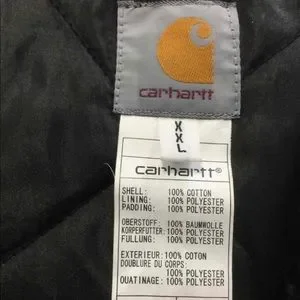 carhartt
XXL
carhartt®
SHELL: 100% COTTON
LINING: 100% POLYESTER
PADDING: 100% POLYESTER
OBERSTOFF: 100% BAUMWOLLE
KORPERFUTTER: 100% POLYESTER
FULLUNG: 100% POLYESTER
EXTERIEUR: 100% COTON
DOUBLURE DU CORPS:
100% POLYESTER
OUATINAGE: 100% POLYESTER